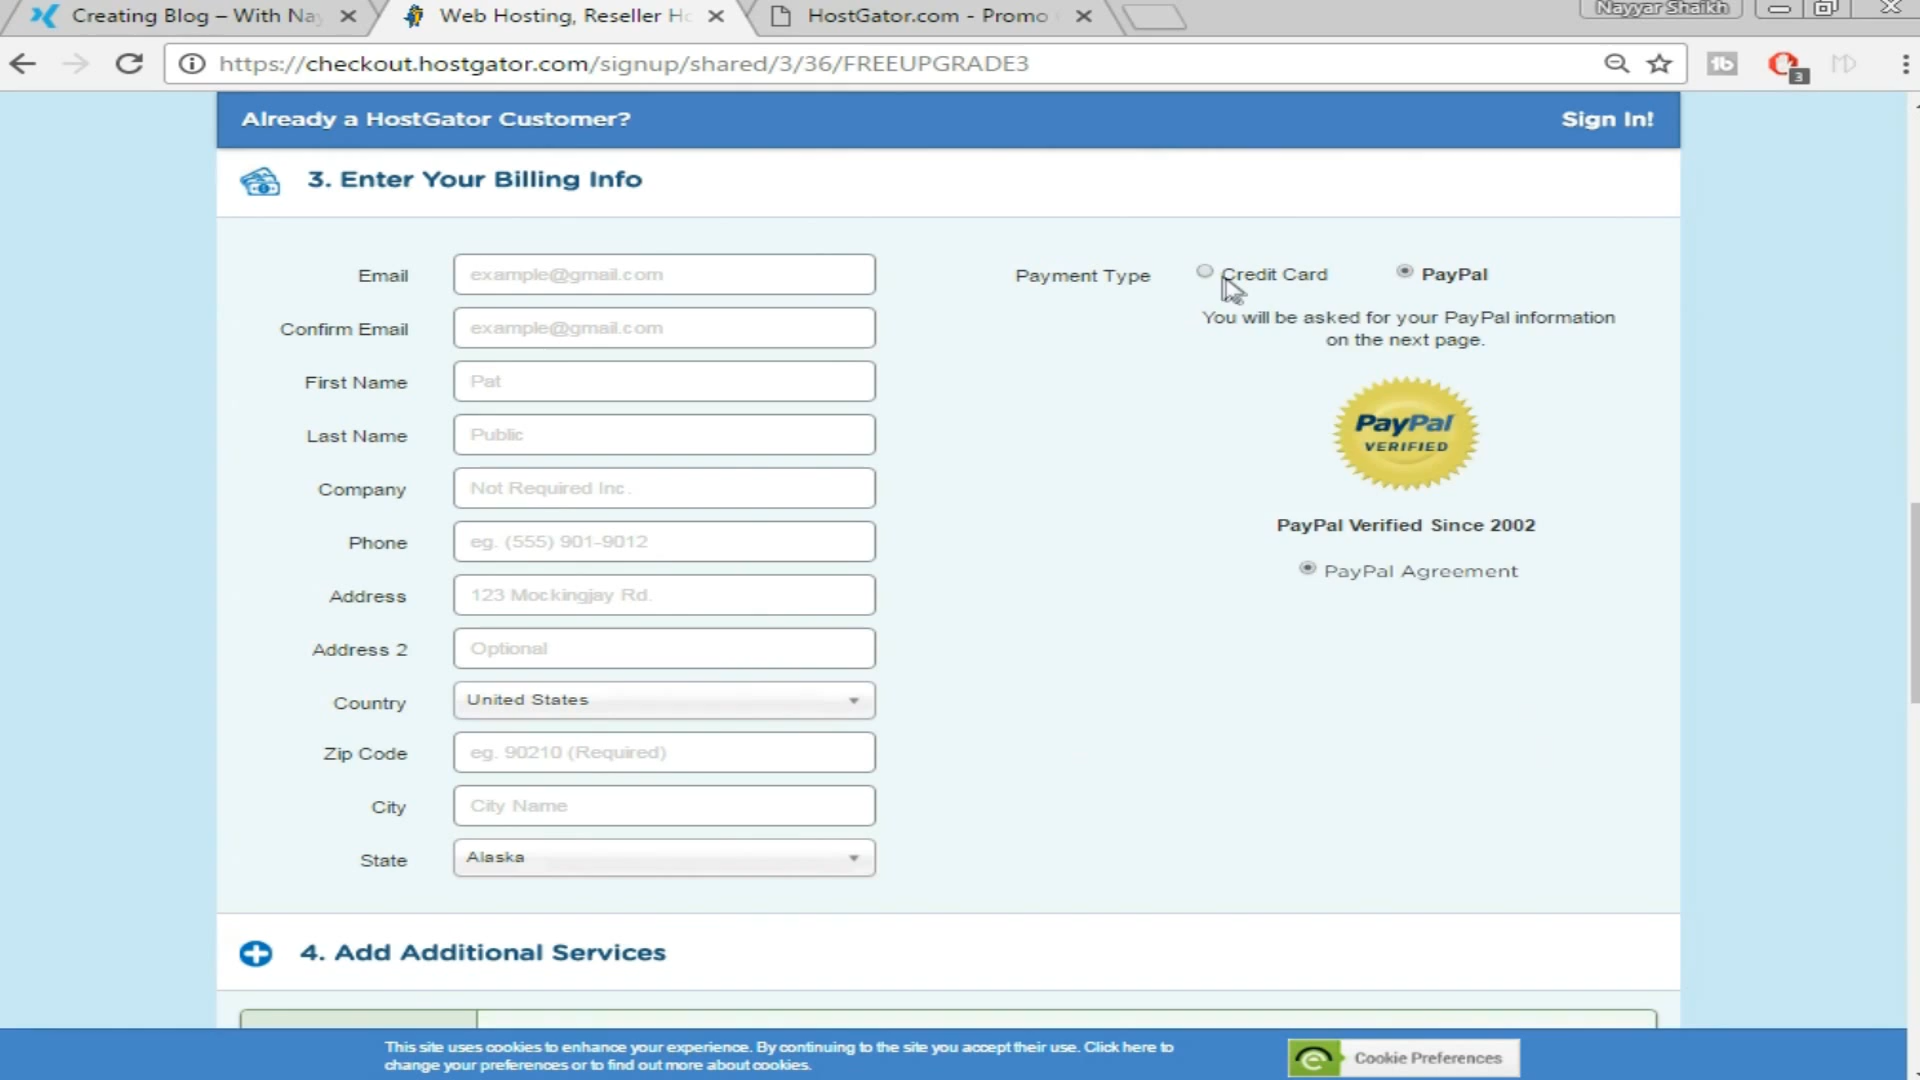 Creating Blog – With Nay
Web Hosting, Reseller Ho
HostGator.com - Promo
Nayyar Shaikh
https://checkout.hostgator.com/signup/shared/3/36/FREEUPGRADE3
3
Already a HostGator Customer?
Sign In!
3. Enter Your Billing Info
Email
example@gmail.com
Payment Type
Credit Card
PayPal
Confirm Email
example@gmail.com
You will be asked for your PayPal information
on the next page.
First Name
Pat
PayPal
VERIFIED
Last Name
Public
Company
Not Required Inc.
PayPal Verified Since 2002
Phone
eg. (555) 901-9012
PayPal Agreement
Address
123 Mockingjay Rd.
Address 2
Optional
Country
United States
Zip Code
eg. 90210 (Required)
City
City Name
State
Alaska
4. Add Additional Services
This site uses cookies to enhance your experience. By continuing to the site you accept their use. Click here to
change your preferences or to find out more about cookies.
Cookie Preferences